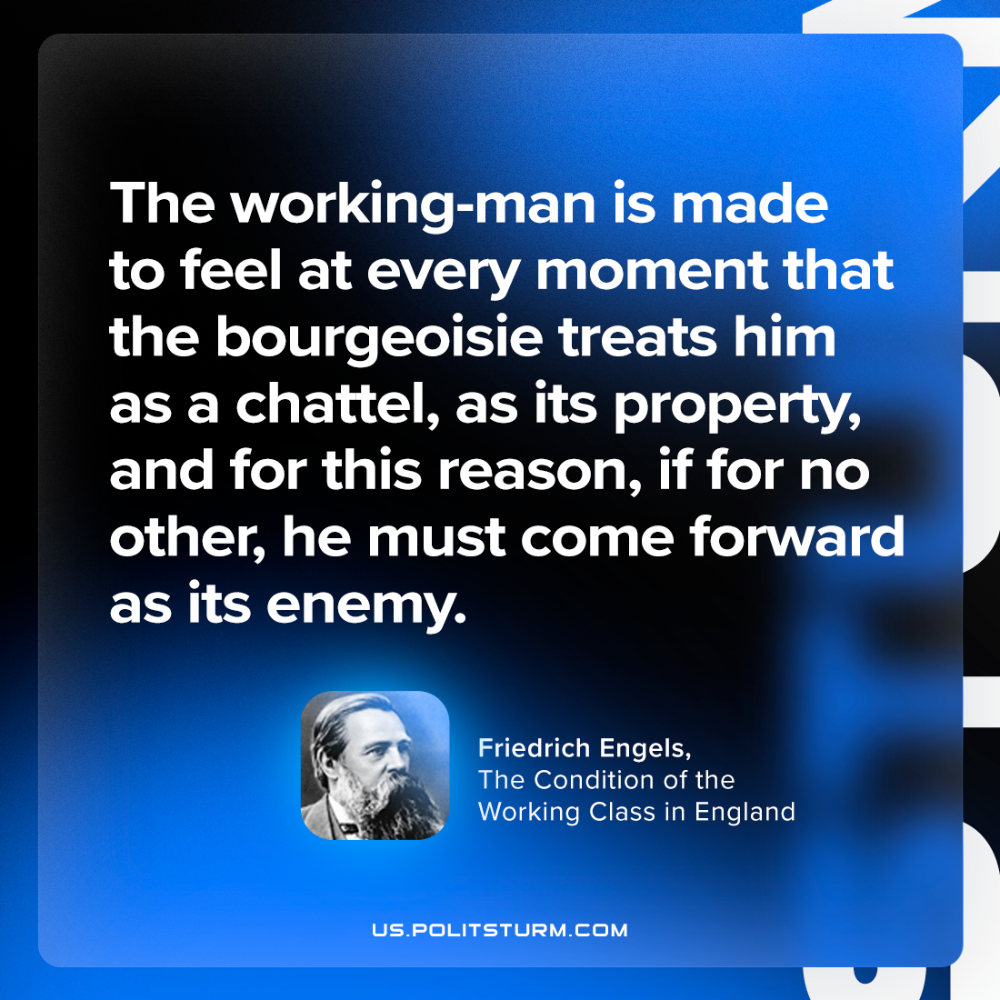 The working-man is made
to feel at every moment that
the bourgeoisie treats him
as a chattel, as its property,
and for this reason, if for no
other, he must come forward
as its enemy.
Friedrich Engels,
The Condition of the
Working Class in England
US.POLITSTURM.COM